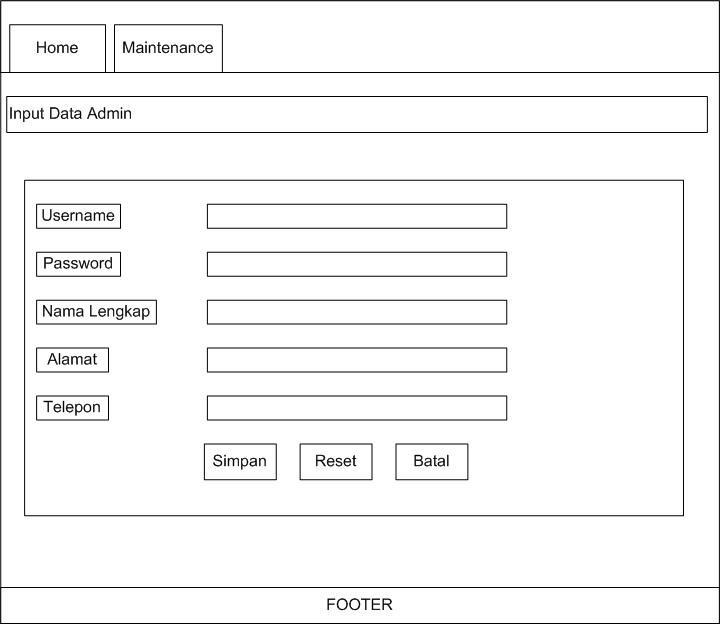 Home
Maintenance
Input Data Admin
Username
Password
Nama Lengkap
Alamat
Telepon
Simpan
Reset
Batal
FOOTER